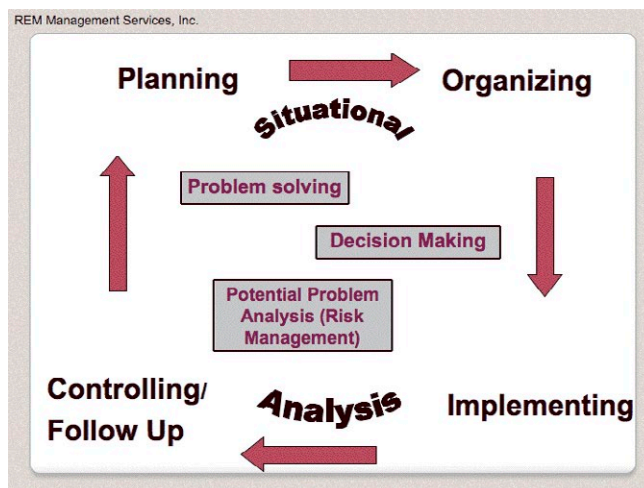 REM Management Services, Inc.
Planning
Organizing
Situational
Problem solving
Decision Making
Potential Problem
Analysis (Risk
Management)
Controlling/
Follow Up
Analysis
Implementing